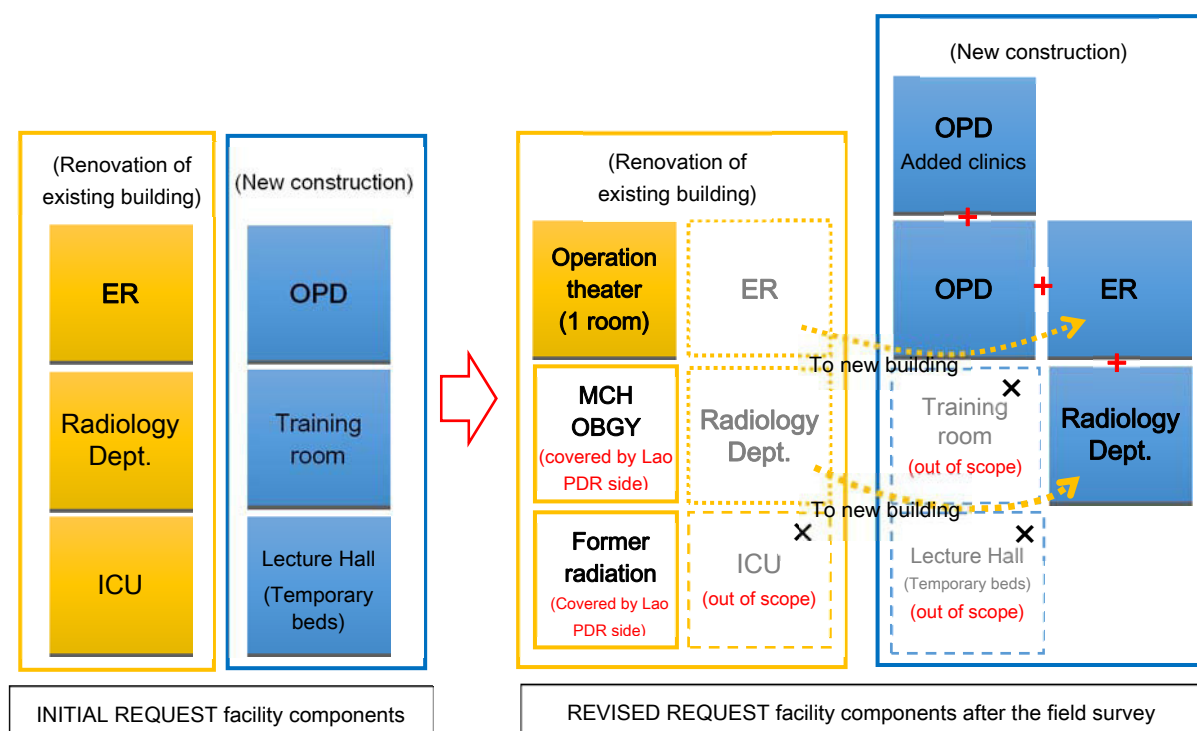 (Renovation of
existing building)
ER
Radiology
Dept.
ICU
(New construction)
OPD
Training
room
Lecture Hall
(Temporary
beds)
INITIAL REQUEST facility components
(Renovation of
existing building)
Operation
theater
(1 room)
ER
To new building
MCH
OBGY
(covered by Lao
PDR side)
Radiology
Dept.
To new building
Former
radiation
(Covered by Lao
PDR side)
×
ICU
(out of scope)
(New construction)
OPD
Added clinics
+
OPD
+
ER
+
×
Training
room
(out of scope)
Radiology
Dept.
×
Lecture Hall
(Temporary beds)
(out of scope)
REVISED REQUEST facility components after the field survey